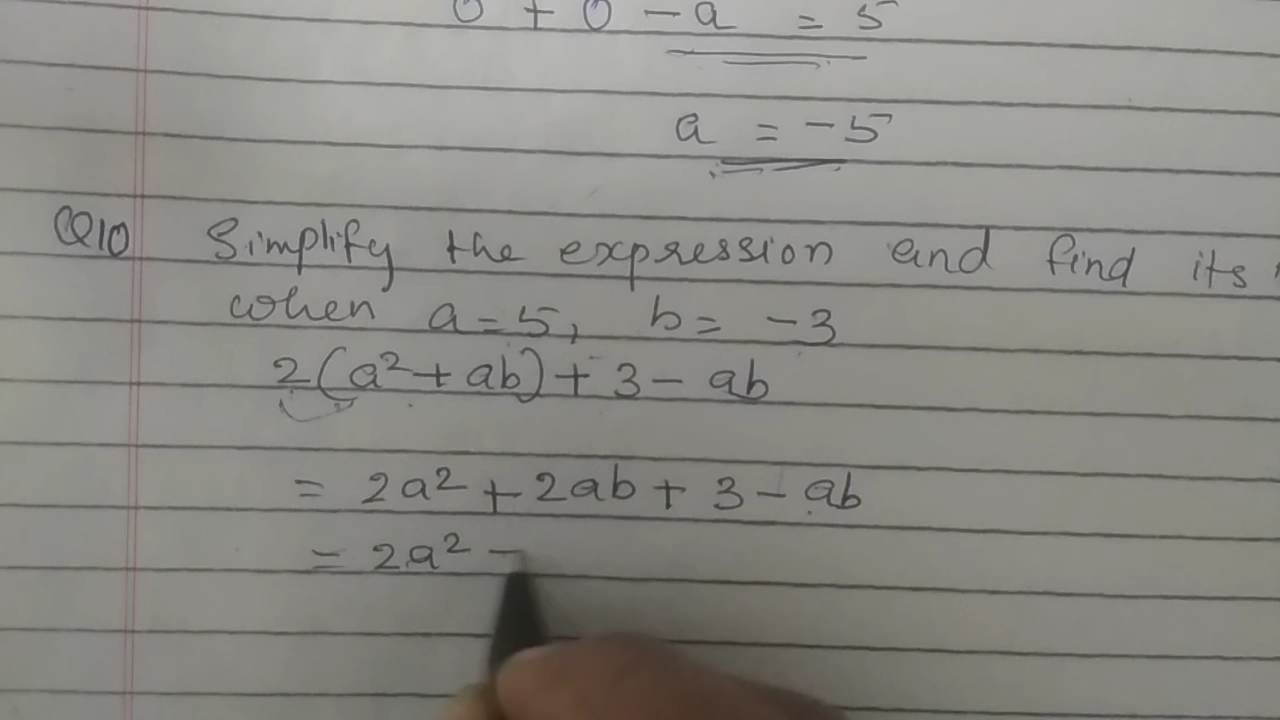 0 + 0 - a = 5
a = -5
Q10 Simplify the expression and find its
when a = 5, b = -3
2(a² + ab) + 3 - ab
= 2a² + 2ab + 3 - ab
= 2a² -